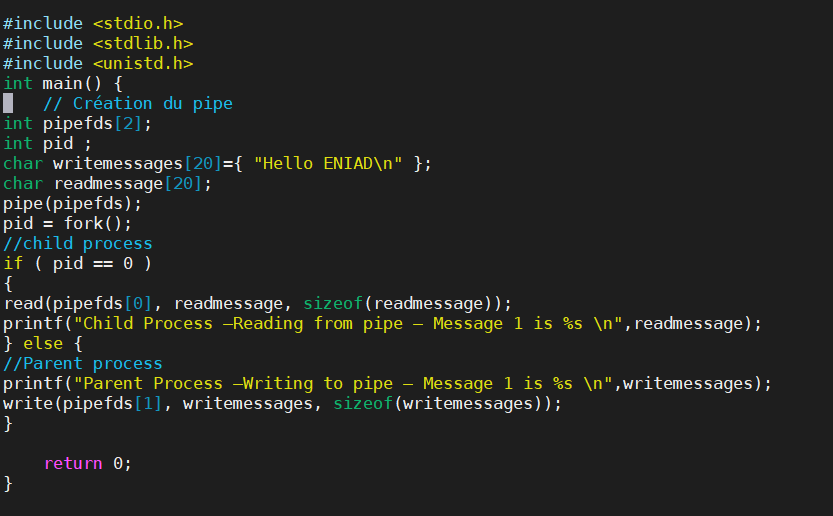 #include <stdio.h>
#include <stdlib.h>
#include <unistd.h>
int main() {
    // Création du pipe
int pipefds[2];
int pid ;
char writemessages[20]={ "Hello ENIAD\n" };
char readmessage[20];
pipe(pipefds);
pid = fork();
//child process
if ( pid == 0 )
{
read(pipefds[0], readmessage, sizeof(readmessage));
printf("Child Process –Reading from pipe – Message 1 is %s \n",readmessage);
} else {
//Parent process
printf("Parent Process –Writing to pipe – Message 1 is %s \n",writemessages);
write(pipefds[1], writemessages, sizeof(writemessages));
}
    return 0;
}